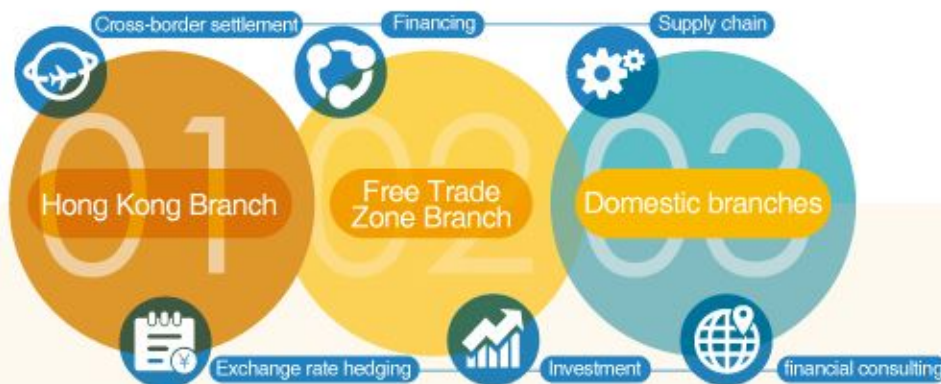 Cross-border settlement
Financing
Supply chain
01
02
03
Hong Kong Branch
Free Trade
Zone Branch
Domestic branches
¥
Exchange rate hedging
Investment
financial consulting